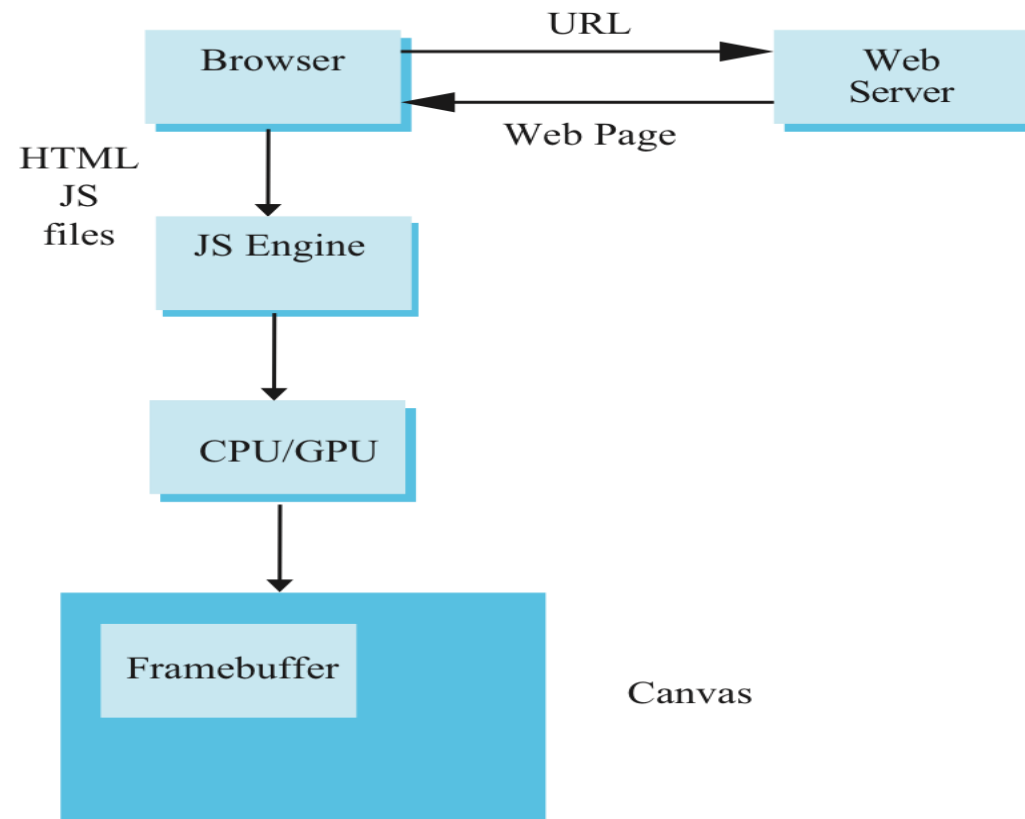 URL
Browser
Web
Server
Web Page
HTML
JS
files
JS Engine
CPU/GPU
Framebuffer
Canvas